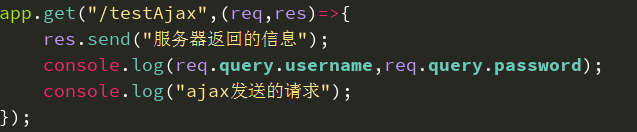 app.get("/testAjax",(req,res)=>{
    res.send("服务器返回的信息");
    console.log(req.query.username,req.query.password);
    console.log("ajax发送的请求");
});